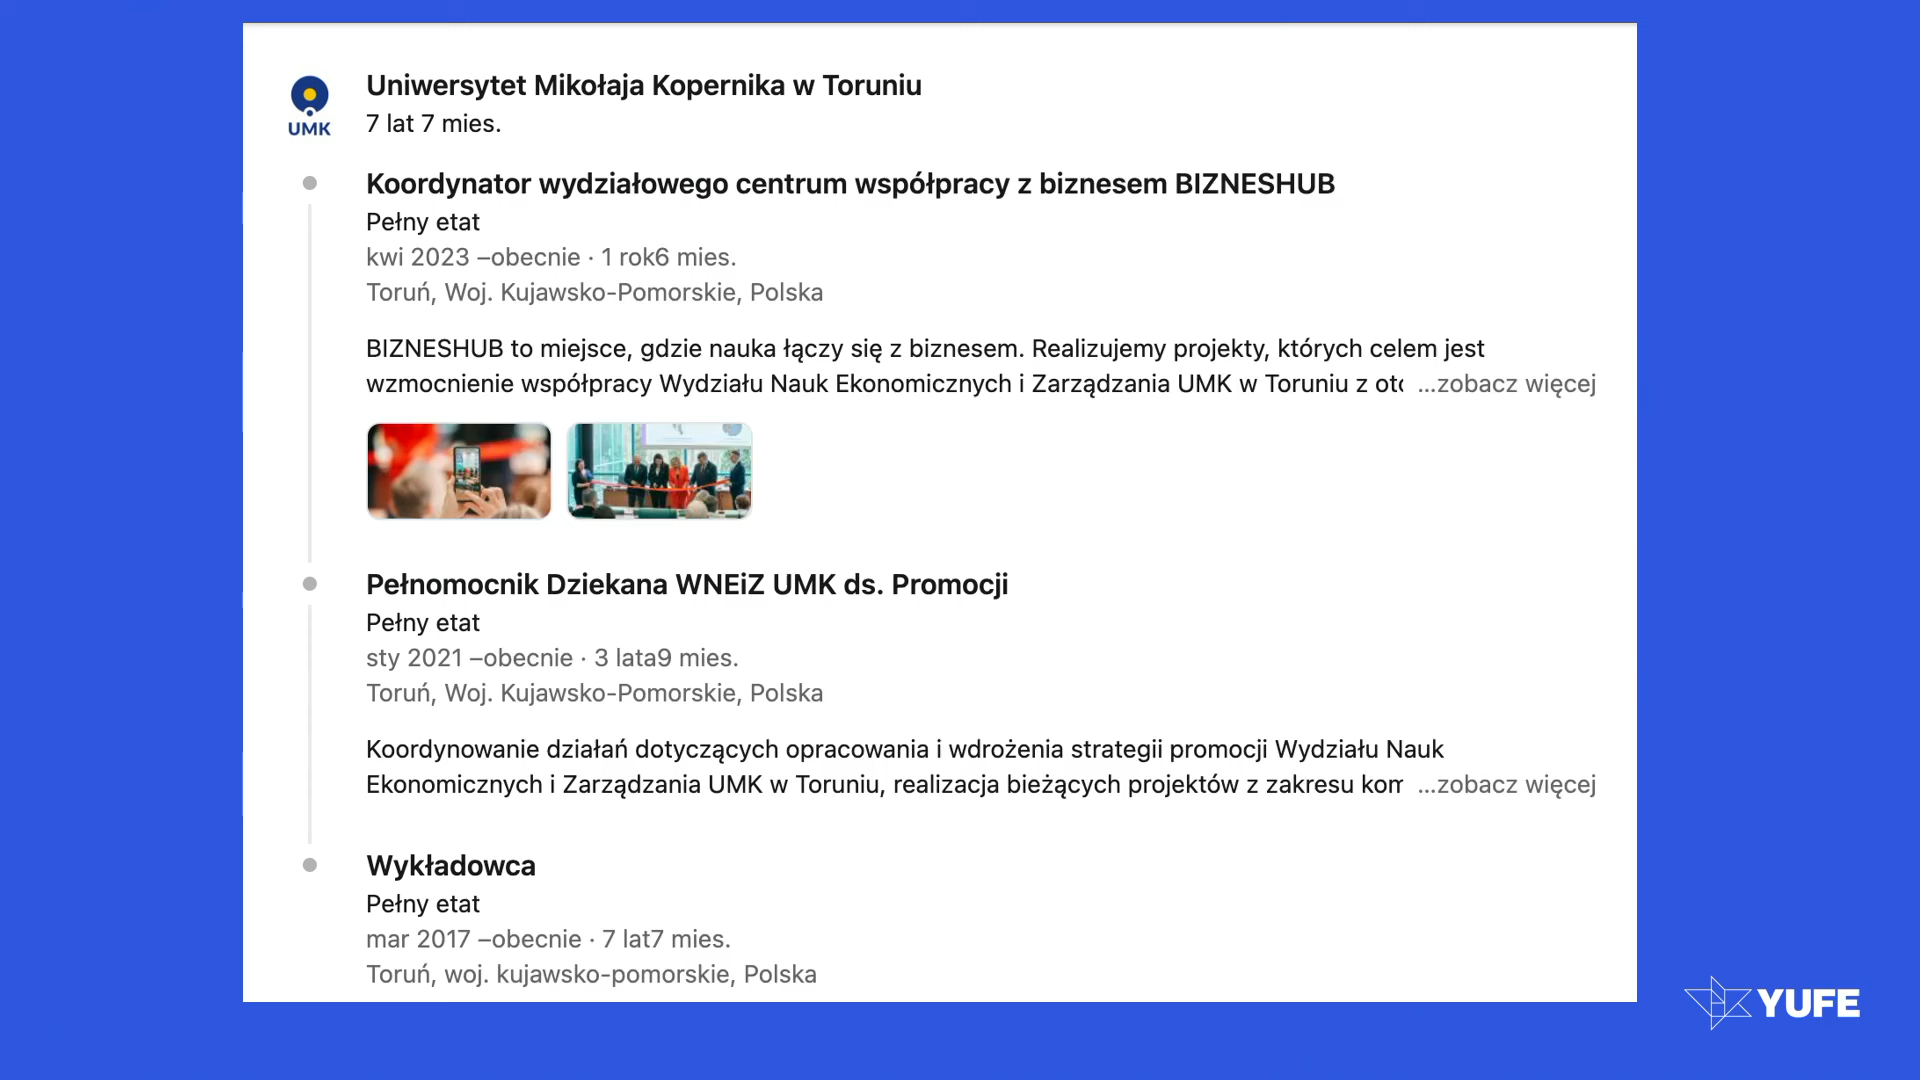 Uniwersytet Mikołaja Kopernika w Toruniu
UMK
7 lat 7 mies.
Koordynator wydziałowego centrum współpracy z biznesem BIZNESHUB
Pełny etat
kwi 2023 –obecnie · 1 rok6 mies.
Toruń, Woj. Kujawsko-Pomorskie, Polska
BIZNESHUB to miejsce, gdzie nauka łączy się z biznesem. Realizujemy projekty, których celem jest
wzmocnienie współpracy Wydziału Nauk Ekonomicznych i Zarządzania UMK w Toruniu z oto ...zobacz więcej
Pełnomocnik Dziekana WNEiZ UMK ds. Promocji
Pełny etat
sty 2021 –obecnie · 3 lata9 mies.
Toruń, Woj. Kujawsko-Pomorskie, Polska
Koordynowanie działań dotyczących opracowania i wdrożenia strategii promocji Wydziału Nauk
Ekonomicznych i Zarządzania UMK w Toruniu, realizacja bieżących projektów z zakresu kom ...zobacz więcej
Wykładowca
Pełny etat
mar 2017 –obecnie · 7 lat7 mies.
Toruń, woj. kujawsko-pomorskie, Polska
YUFE